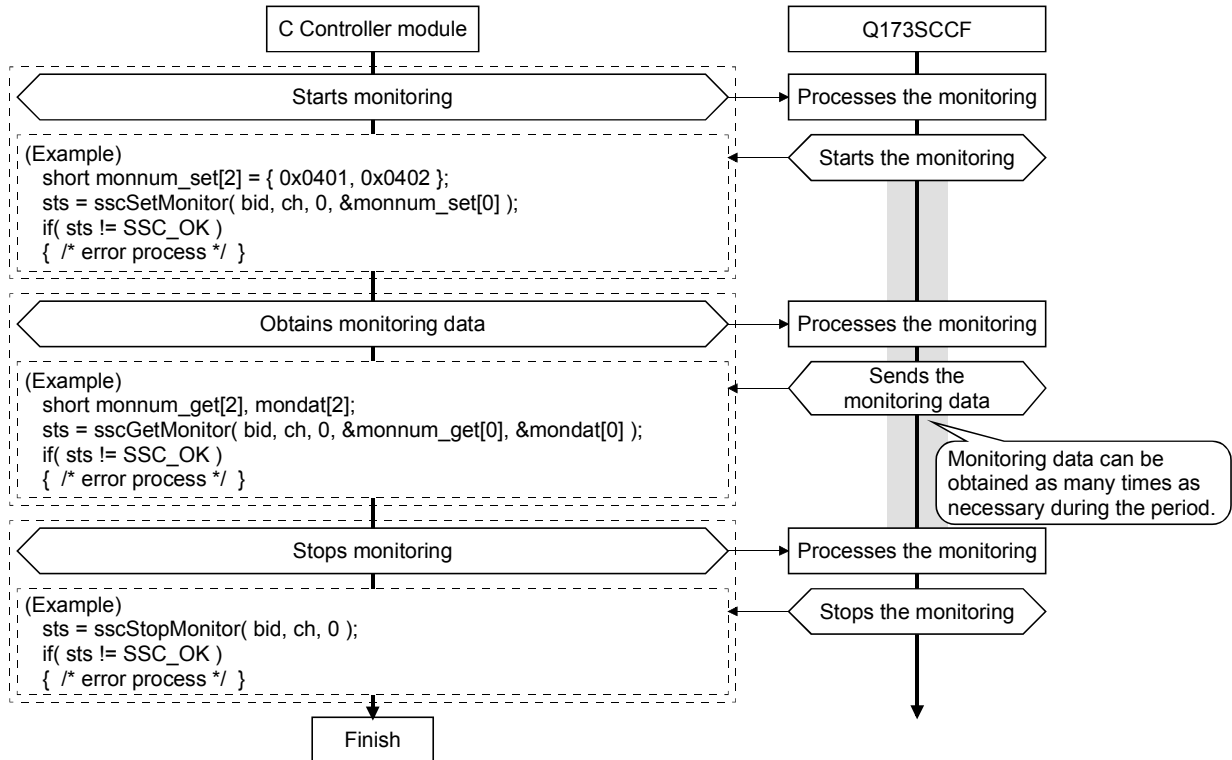 C Controller module
Q173SCCF
Starts monitoring
Processes the monitoring
(Example)
short monnum_set[2] = { 0x0401, 0x0402 };
sts = sscSetMonitor( bid, ch, 0, &monnum_set[0] );
if( sts != SSC_OK )
{ /* error process */ }
Starts the monitoring
Obtains monitoring data
Processes the monitoring
(Example)
short monnum_get[2], mondat[2];
sts = sscGetMonitor( bid, ch, 0, &monnum_get[0], &mondat[0] );
if( sts != SSC_OK )
{ /* error process */ }
Sends the
monitoring data
Monitoring data can be
obtained as many times as
necessary during the period.
Stops monitoring
Processes the monitoring
(Example)
sts = sscStopMonitor( bid, ch, 0 );
if( sts != SSC_OK )
{ /* error process */ }
Stops the monitoring
Finish